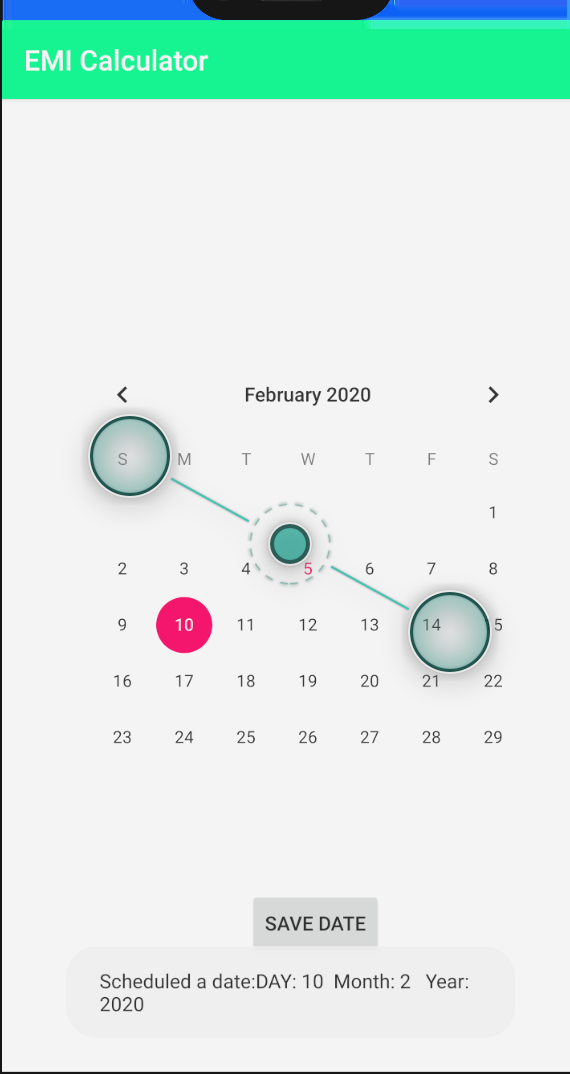 EMI Calculator
February 2020
S M T W T F S
1
2 3 4 5 6 7 8
9 10 11 12 13 14 5
16 17 18 19 20 21 22
23 24 25 26 27 28 29
SAVE DATE
Scheduled a date:DAY: 10  Month: 2   Year:
2020